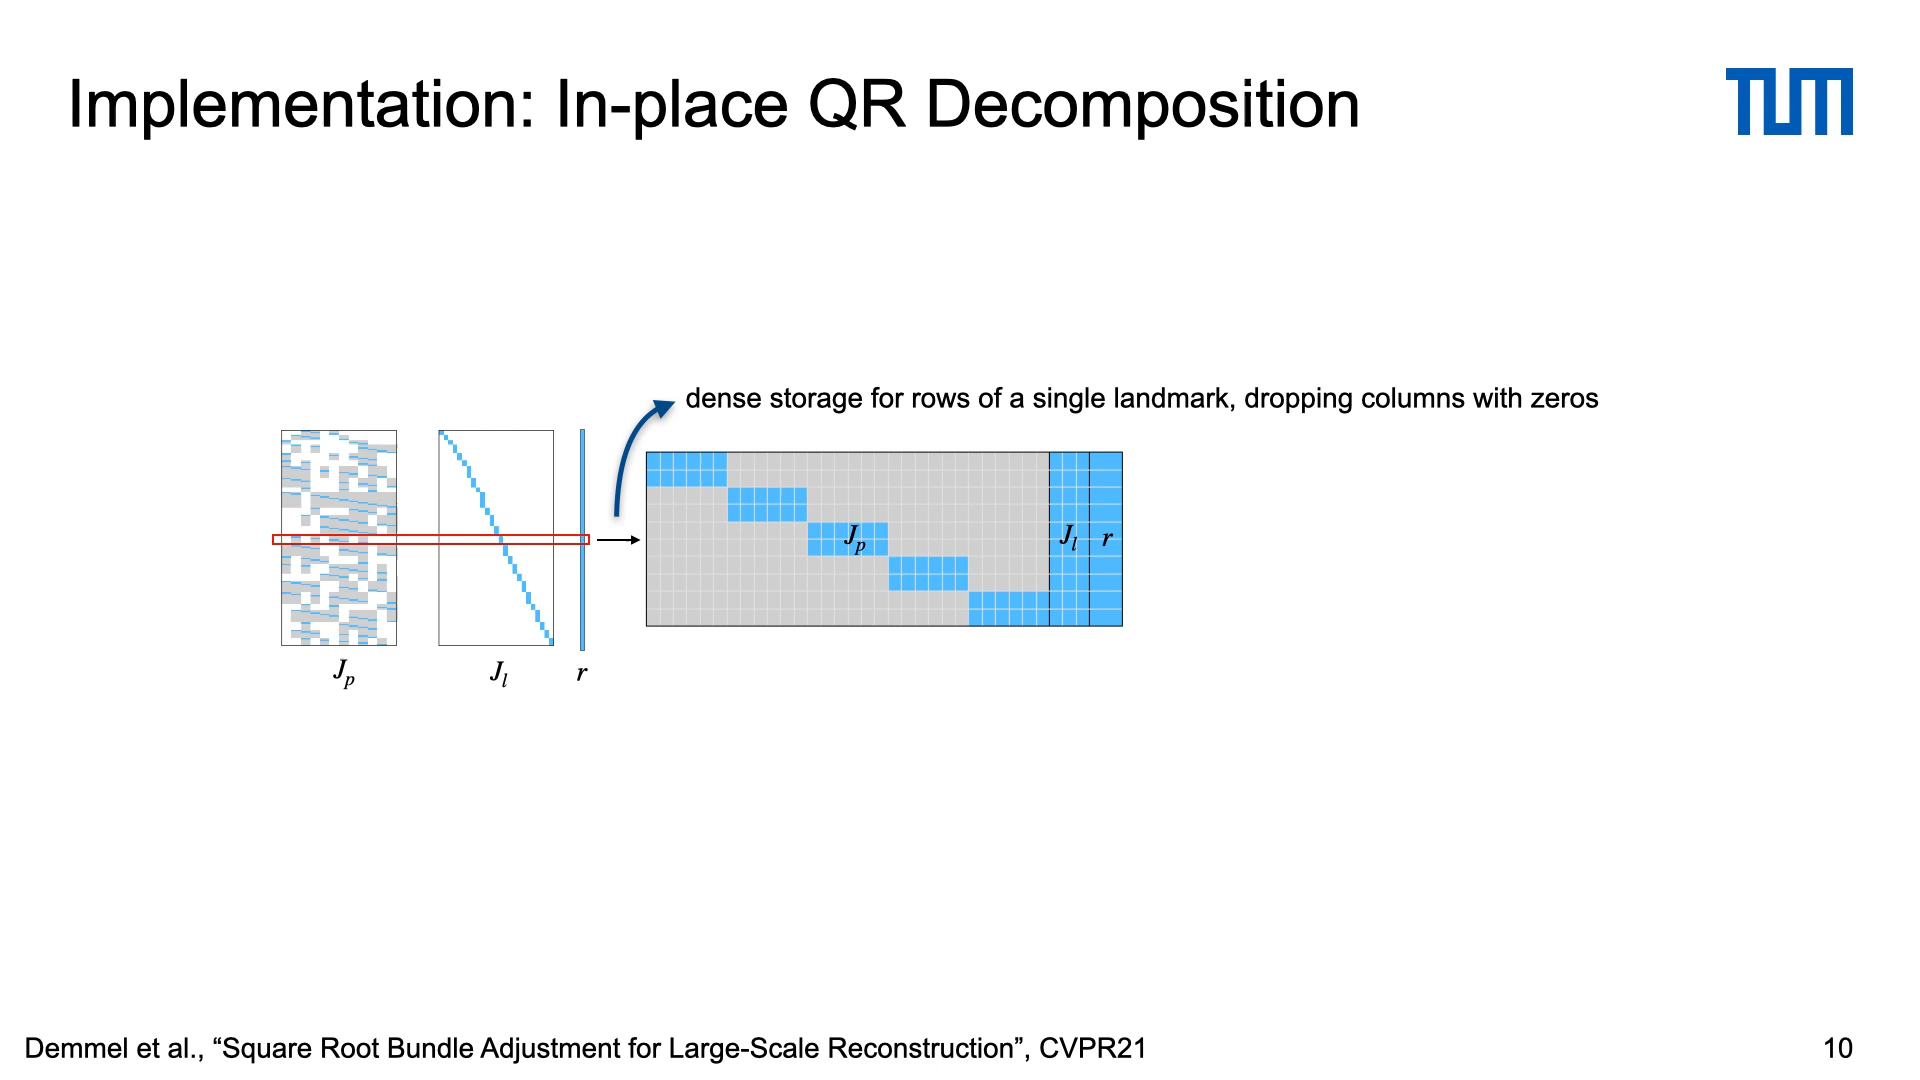 Implementation: In-place QR Decomposition
TUM
dense storage for rows of a single landmark, dropping columns with zeros
J_p J_l r
J_p J_l r
Demmel et al., “Square Root Bundle Adjustment for Large-Scale Reconstruction”, CVPR21
10